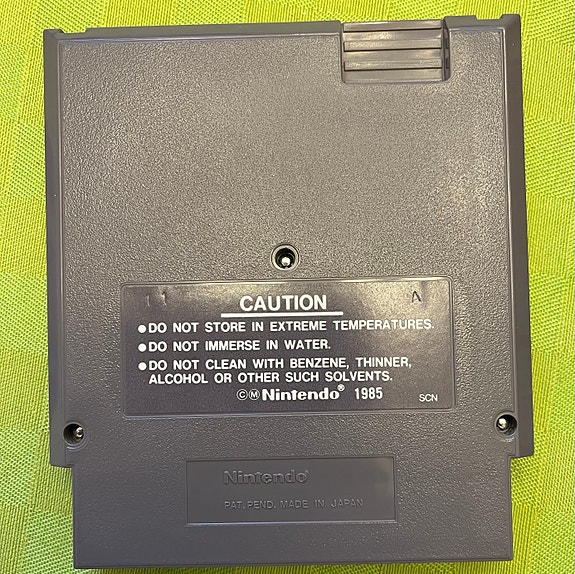 11 A
CAUTION
●DO NOT STORE IN EXTREME TEMPERATURES.
●DO NOT IMMERSE IN WATER.
●DO NOT CLEAN WITH BENZENE, THINNER,
ALCOHOL OR OTHER SUCH SOLVENTS.
©Ⓜ Nintendo® 1985 SCN
Nintendo®
PAT. PEND. MADE IN JAPAN